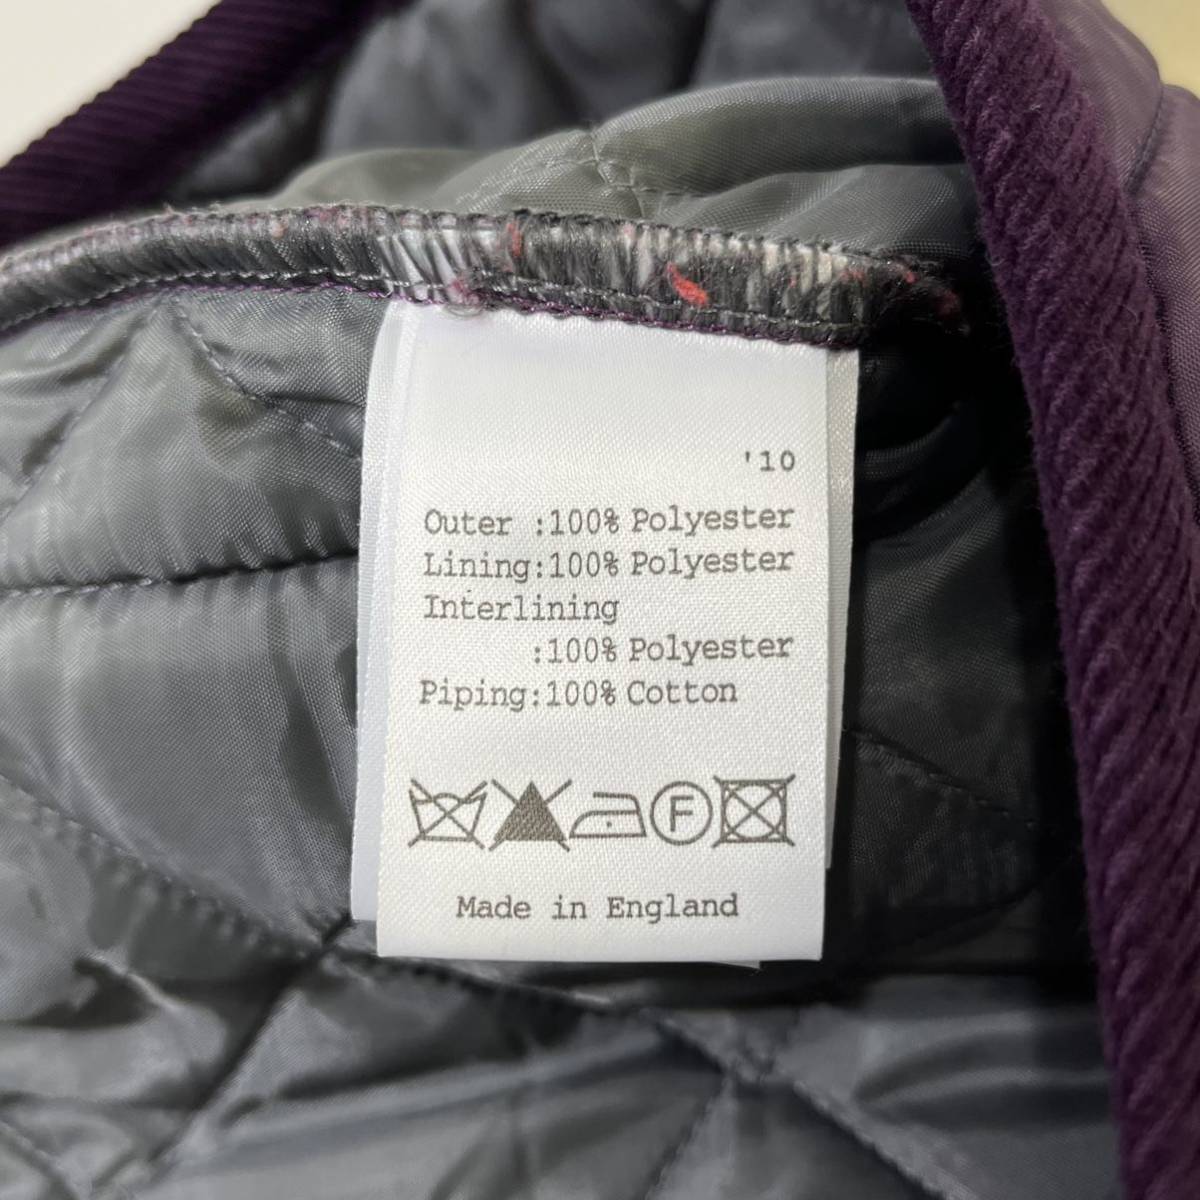 '10
Outer :100% Polyester
Lining:100% Polyester
Interlining
:100% Polyester
Piping:100% Cotton
F
Made in England